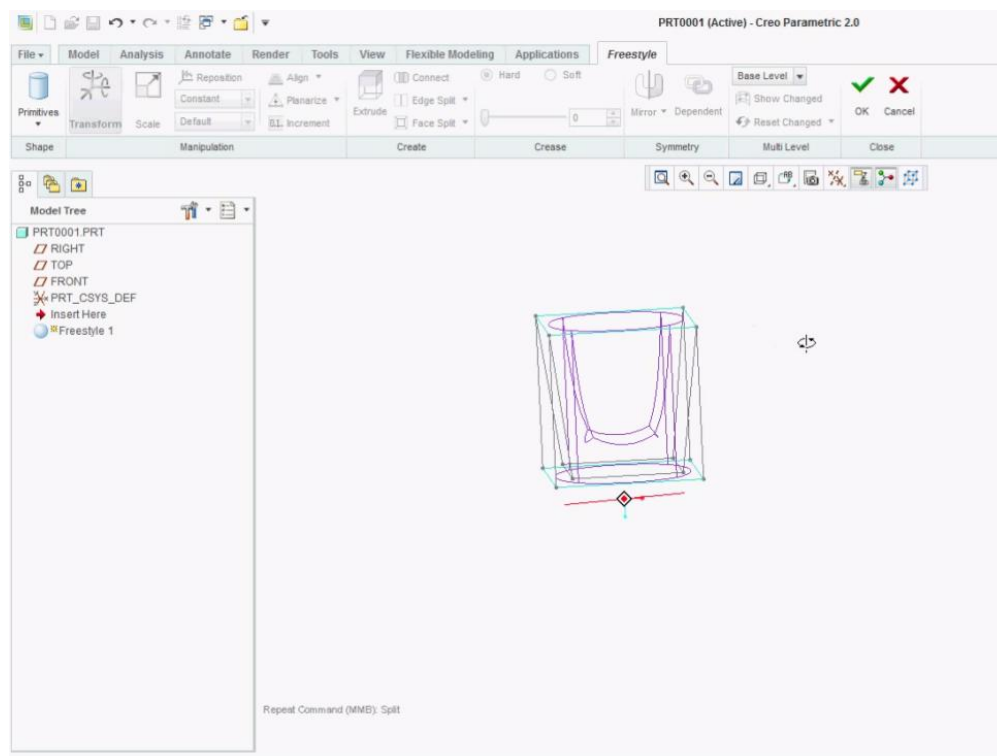 PRT0001 (Active) - Creo Parametric 2.0
File Model Analysis Annotate Render Tools View Flexible Modeling Applications Freestyle
Primitives
Transform
Scale
Reposition
Constant
Default
Align
Planarize
0.1.. Increment
Extrude
Connect
Edge Split
Face Split
Hard Soft
0
Mirror
Dependent
Base Level
Show Changed
Reset Changed
OK
Cancel
Shape Manipulation Create Crease Symmetry Multi Level Close
Model Tree
PRT0001.PRT
RIGHT
TOP
FRONT
PRT_CSYS_DEF
Insert Here
Freestyle 1
Repeat Command (MMB): Split